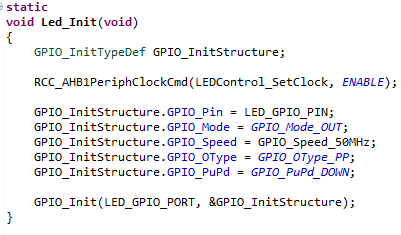 static
void Led_Init(void)
{
GPIO_InitTypeDef GPIO_InitStructure;
RCC_AHB1PeriphClockCmd(LEDControl_SetClock, ENABLE);
GPIO_InitStructure.GPIO_Pin = LED_GPIO_PIN;
GPIO_InitStructure.GPIO_Mode = GPIO_Mode_OUT;
GPIO_InitStructure.GPIO_Speed = GPIO_Speed_50MHz;
GPIO_InitStructure.GPIO_OType = GPIO_OType_PP;
GPIO_InitStructure.GPIO_PuPd = GPIO_PuPd_DOWN;
GPIO_Init(LED_GPIO_PORT, &GPIO_InitStructure);
}